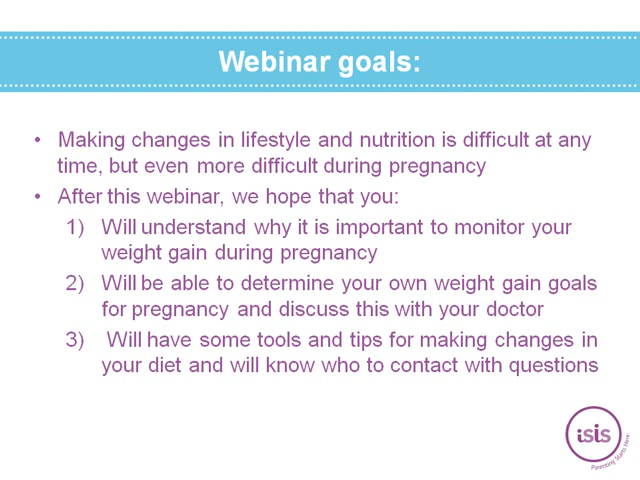 Webinar goals:
• Making changes in lifestyle and nutrition is difficult at any
time, but even more difficult during pregnancy
• After this webinar, we hope that you:
1) Will understand why it is important to monitor your
weight gain during pregnancy
2) Will be able to determine your own weight gain goals
for pregnancy and discuss this with your doctor
3) Will have some tools and tips for making changes in
your diet and will know who to contact with questions
isis
Parenting Starts Here.